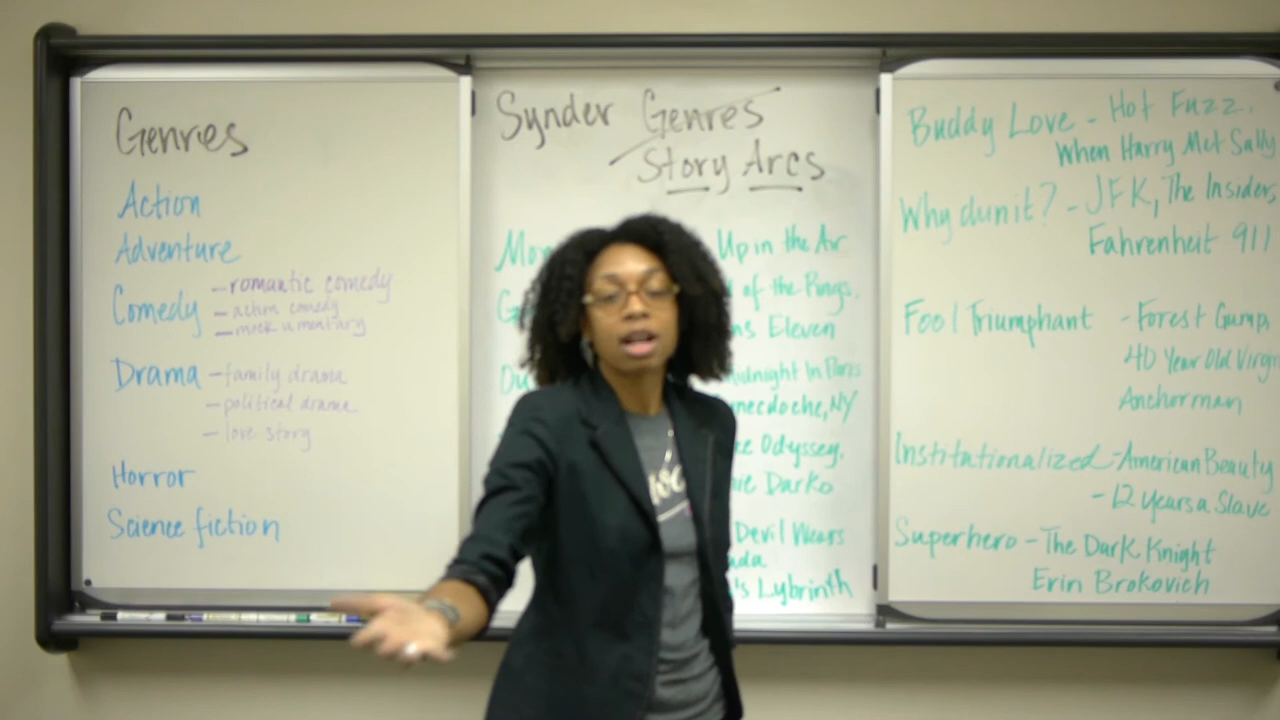 Genres
Action
Adventure
Comedy - romantic comedy
- action comedy
- mockumentary
Drama - family drama
- political drama
- love story
Horror
Science fiction
Synder Genres
Story Arcs
Up in the Air
of the Rings,
Eleven
Midnight In Paris
NY
Odyssey,
Darko
Devil Wears
's Lybrinth
Buddy Love - Hot Fuzz.
When Harry Met Sally
Why dunit? - JFK, The Insider,
Fahrenheit 911
Fool Triumphant - Forest Gump,
40 Year Old
Anchorman
Institutionalized - American Beauty
- 12 years a Slave
Superhero - The Dark Knight
Erin Brokovich